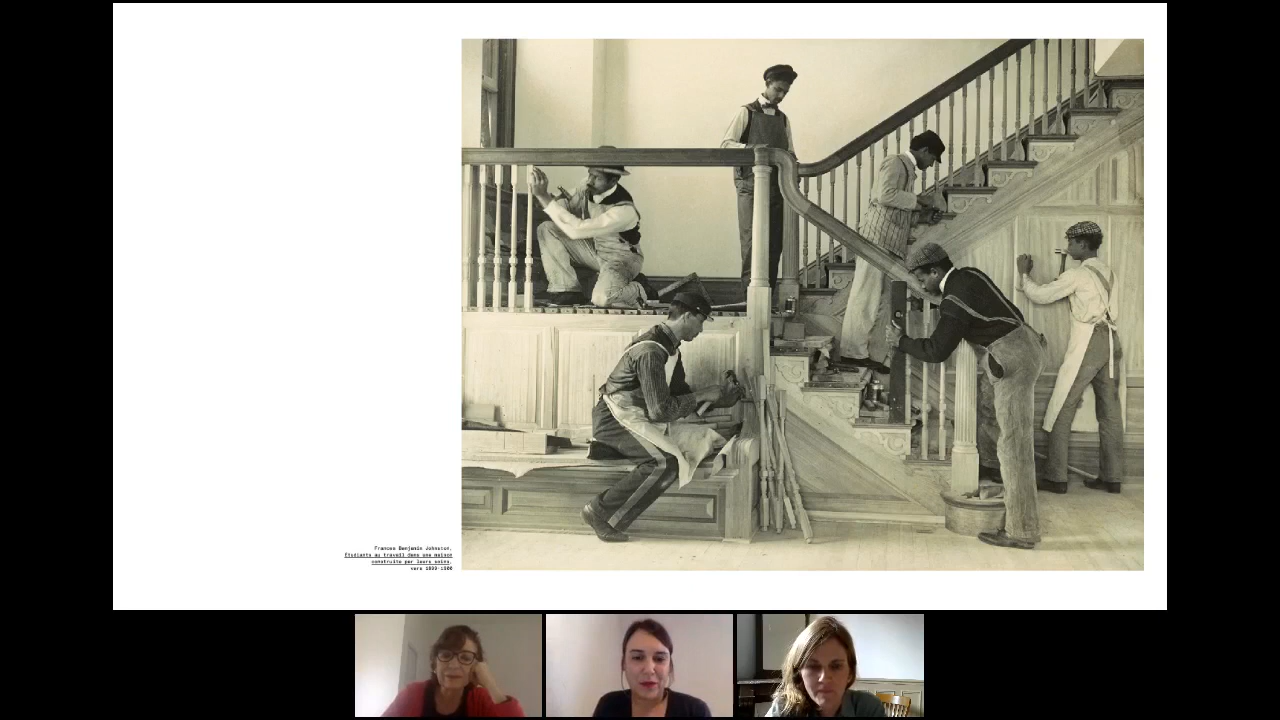 Frances Benjamin Johnston,
Étudiants au travail dans une maison
construite par leurs soins,
vers 1899-1900